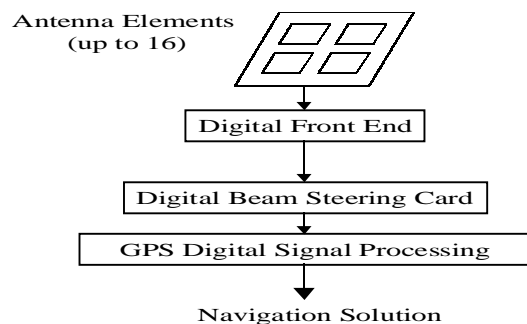 Antenna Elements
(up to 16)
Digital Front End
Digital Beam Steering Card
GPS Digital Signal Processing
Navigation Solution